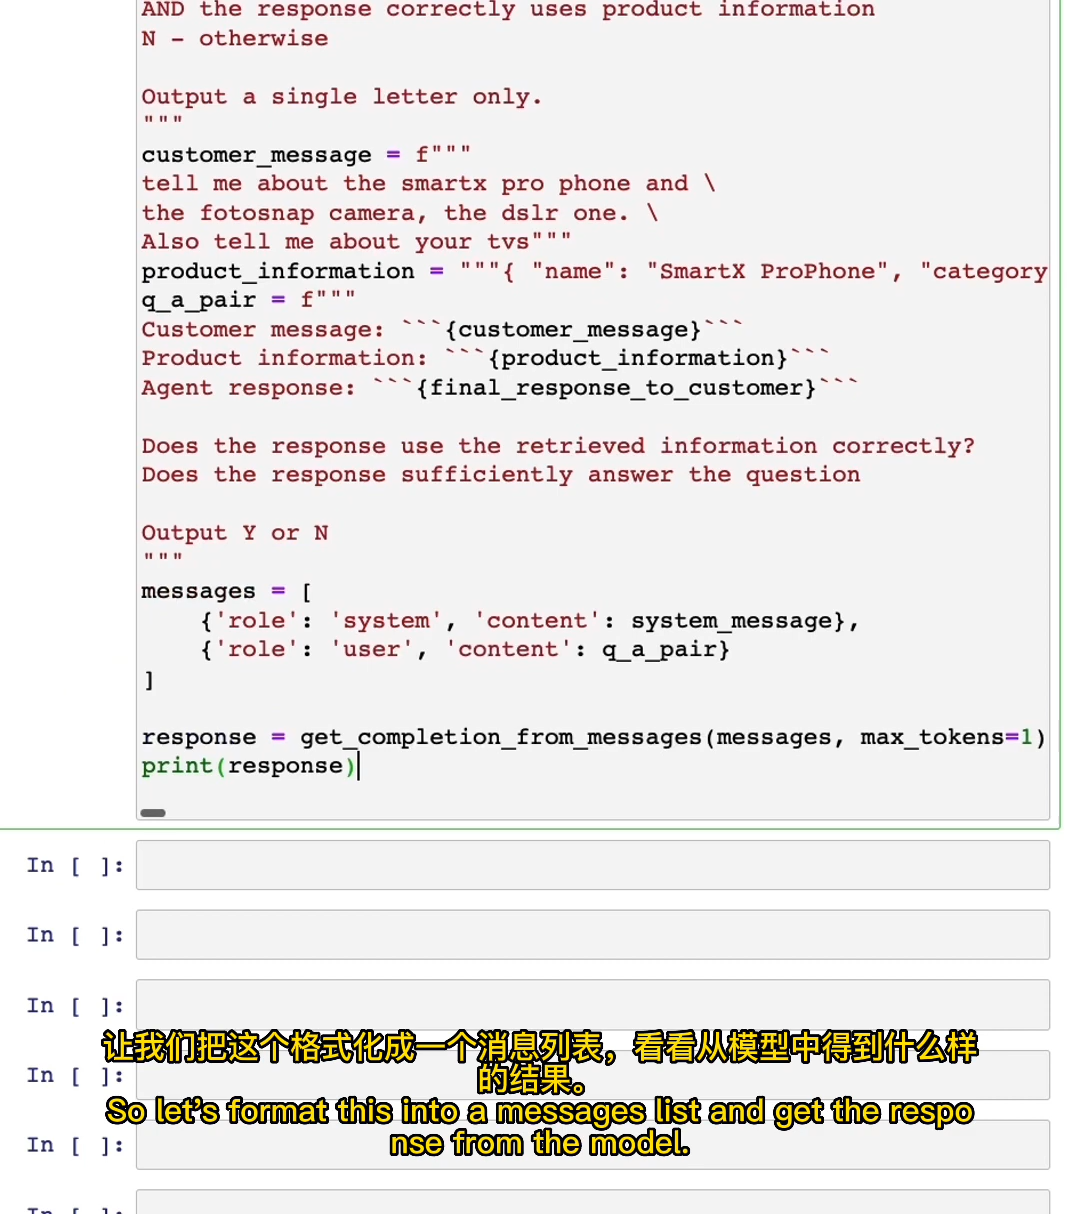 AND the response correctly uses product information
N - otherwise
Output a single letter only.
"""
customer_message = f"""
tell me about the smartx pro phone and \
the fotosnap camera, the dslr one. \
Also tell me about your tvs"""
product_information = """{ "name": "SmartX ProPhone", "category
q_a_pair = f"""
Customer message: ```{customer_message}```
Product information: ```{product_information}```
Agent response: ```{final_response_to_customer}```
Does the response use the retrieved information correctly?
Does the response sufficiently answer the question
Output Y or N
"""
messages = [
    {'role': 'system', 'content': system_message},
    {'role': 'user', 'content': q_a_pair}
]
response = get_completion_from_messages(messages, max_tokens=1)
print(response)
In [ ]:
In [ ]:
In [ ]:
让我们把这个格式化成一个消息列表，看看从模型中得到什么样
In [ ]:
的结果。
So let's format this into a messages list and get the respo
In [ ]:
nse from the model.
In [ ]: